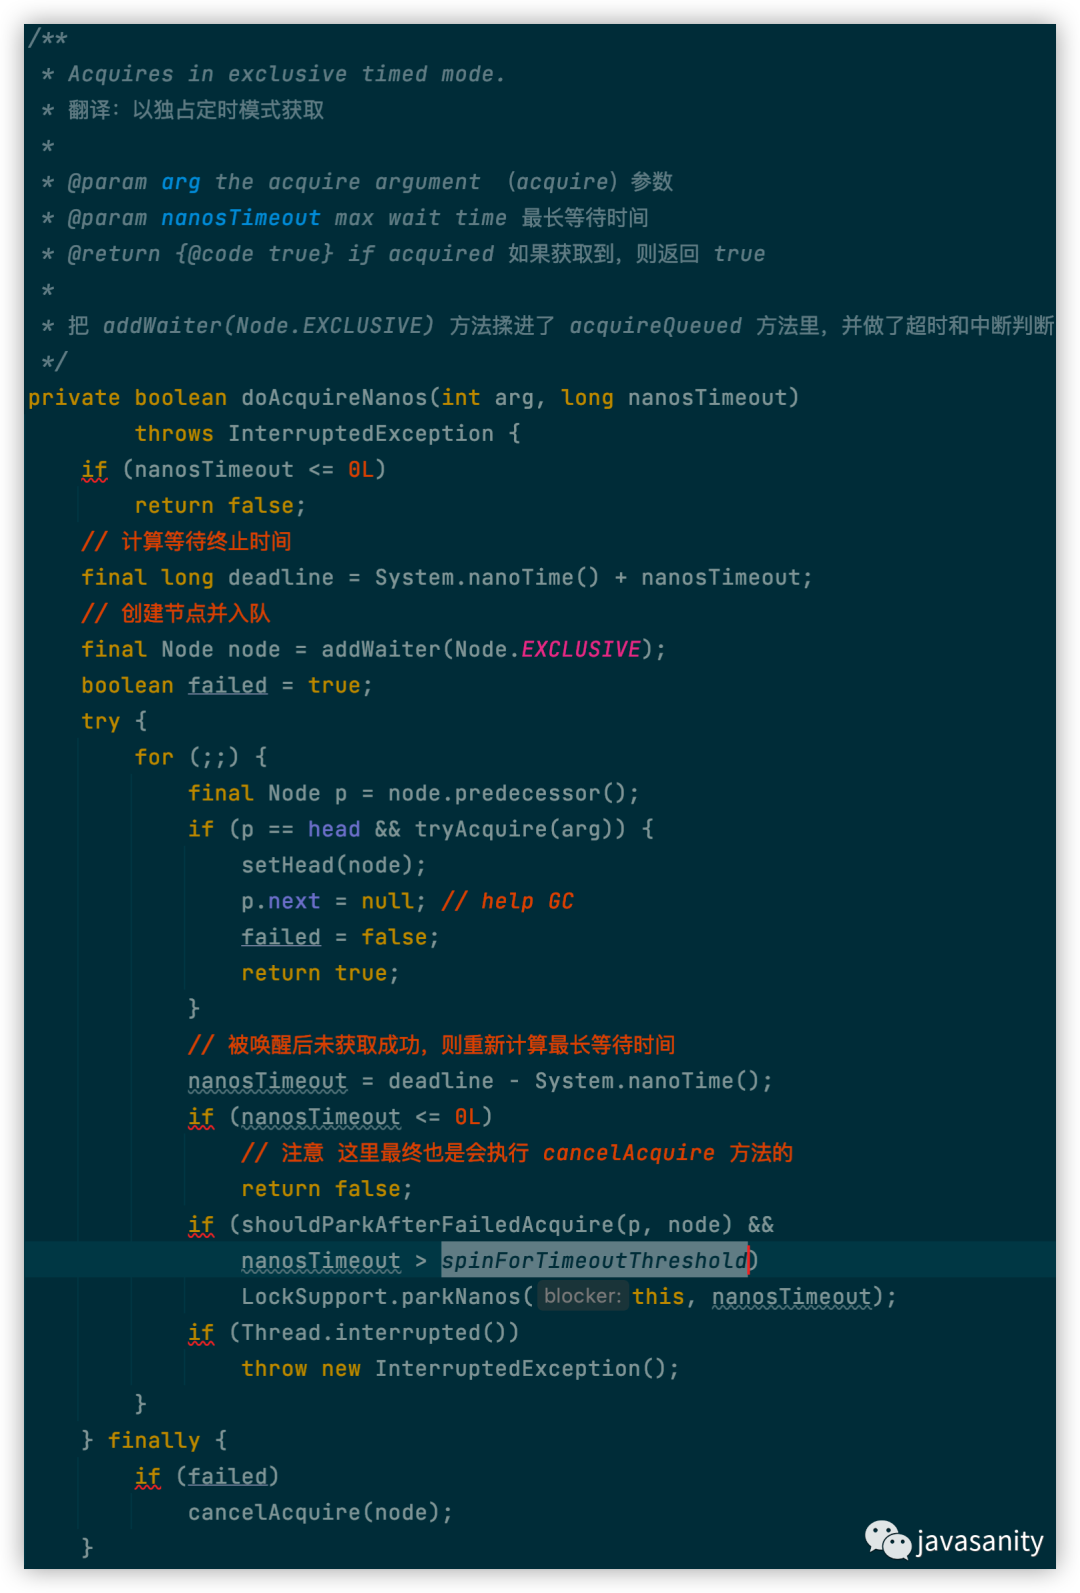 /**
 * Acquires in exclusive timed mode.
 * 翻译：以独占定时模式获取
 *
 * @param arg the acquire argument （acquire）参数
 * @param nanosTimeout max wait time 最长等待时间
 * @return {@code true} if acquired 如果获取到，则返回 true
 *
 * 把 addWaiter(Node.EXCLUSIVE) 方法揉进了 acquireQueued 方法里，并做了超时和中断判断
 */
private boolean doAcquireNanos(int arg, long nanosTimeout)
        throws InterruptedException {
    if (nanosTimeout <= 0L)
        return false;
    // 计算等待终止时间
    final long deadline = System.nanoTime() + nanosTimeout;
    // 创建节点并入队
    final Node node = addWaiter(Node.EXCLUSIVE);
    boolean failed = true;
    try {
        for (;;) {
            final Node p = node.predecessor();
            if (p == head && tryAcquire(arg)) {
                setHead(node);
                p.next = null; // help GC
                failed = false;
                return true;
            }
            // 被唤醒后未获取成功，则重新计算最长等待时间
            nanosTimeout = deadline - System.nanoTime();
            if (nanosTimeout <= 0L)
                // 注意 这里最终也是会执行 cancelAcquire 方法的
                return false;
            if (shouldParkAfterFailedAcquire(p, node) &&
                nanosTimeout > spinForTimeoutThreshold)
                LockSupport.parkNanos( blocker: this, nanosTimeout);
            if (Thread.interrupted())
                throw new InterruptedException();
        }
    } finally {
        if (failed)
            cancelAcquire(node);
    }
javasanity